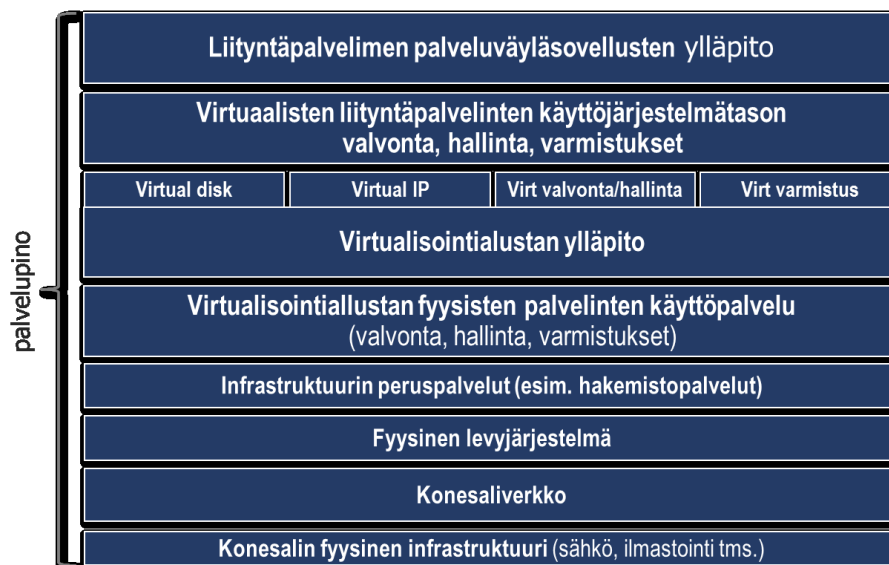 Liityntäpalvelimen palveluväyläsovellusten ylläpito
Virtuaalisten liityntäpalvelinten käyttöjärjestelmätason
valvonta, hallinta, varmistukset
Virtual disk
Virtual IP
Virt valvonta/hallinta
Virt varmistus
Virtualisointialustan ylläpito
Virtualisointiallustan fyysisten palvelinten käyttöpalvelu
(valvonta, hallinta, varmistukset)
Infrastruktuurin peruspalvelut (esim. hakemistopalvelut)
Fyysinen levyjärjestelmä
Konesaliverkko
Konesalin fyysinen infrastruktuuri (sähkö, ilmastointi tms.)
palvelupino